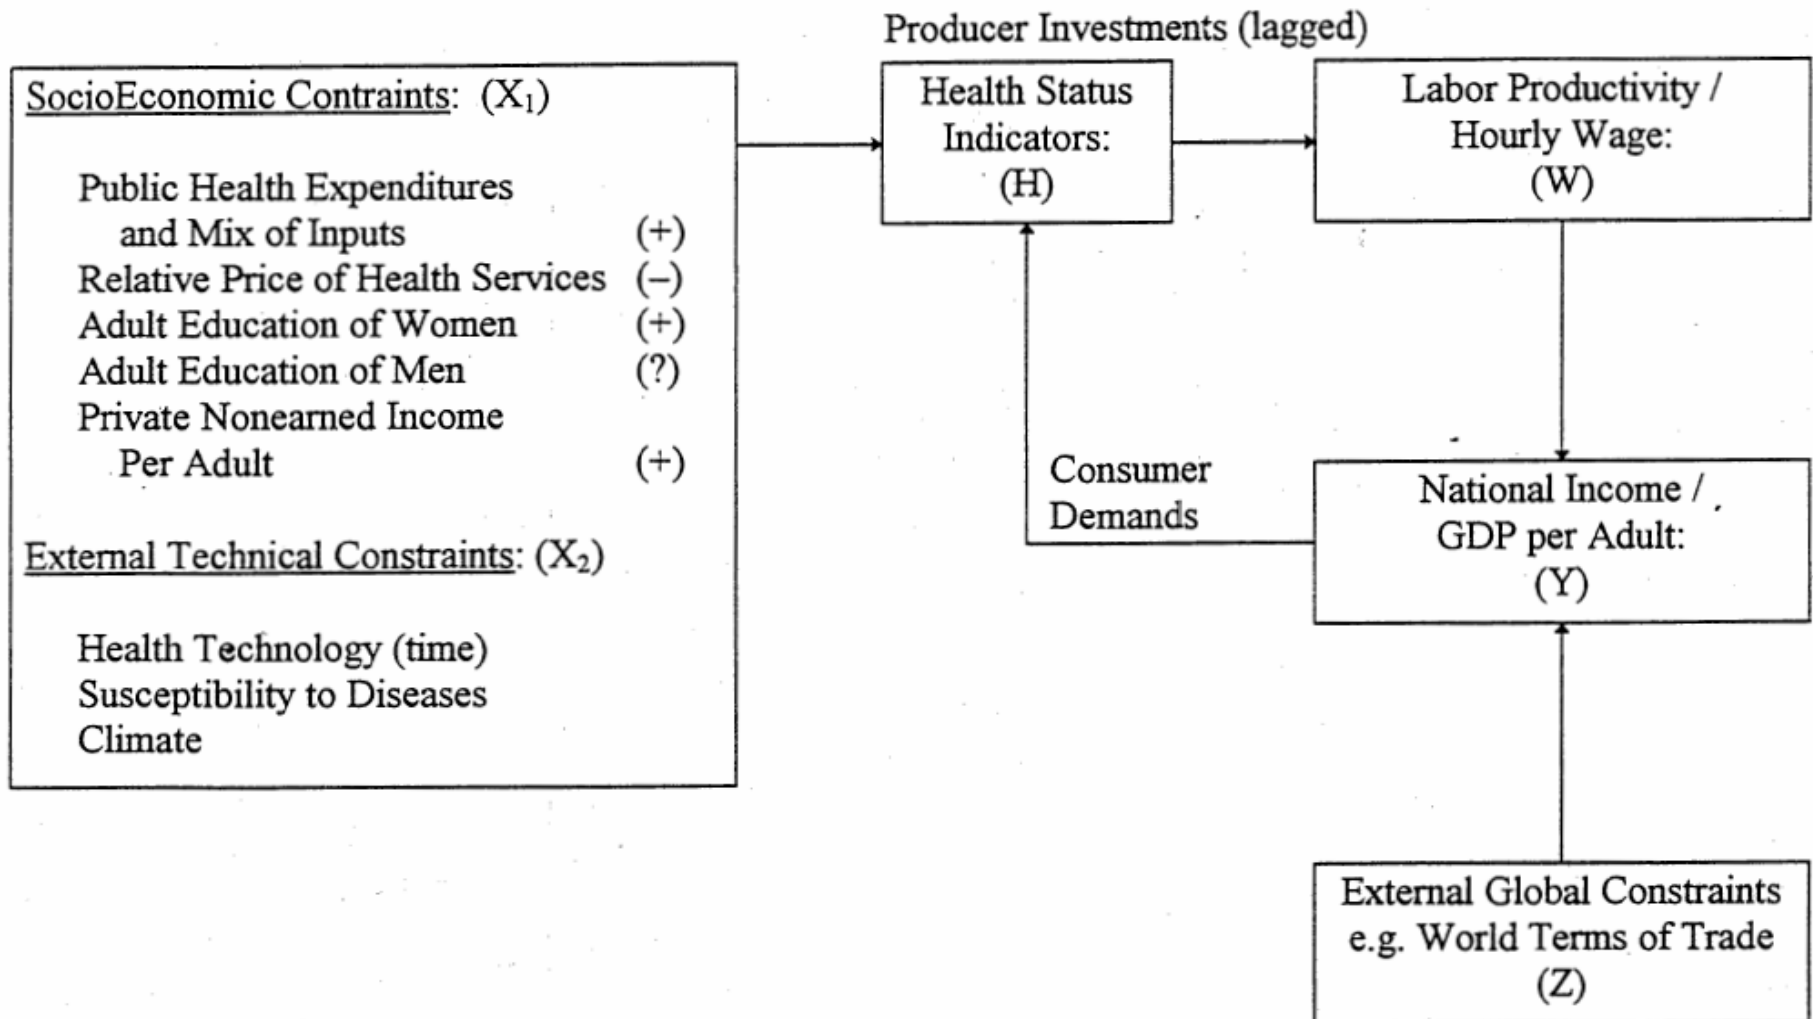 Producer Investments (lagged)
SocioEconomic Contraints: (X₁)
Public Health Expenditures
and Mix of Inputs (+)
Relative Price of Health Services (–)
Adult Education of Women (+)
Adult Education of Men (?)
Private Nonearned Income
Per Adult (+)
External Technical Constraints: (X₂)
Health Technology (time)
Susceptibility to Diseases
Climate
Health Status
Indicators:
(H)
Labor Productivity /
Hourly Wage:
(W)
Consumer
Demands
National Income /
GDP per Adult:
(Y)
External Global Constraints
e.g. World Terms of Trade
(Z)